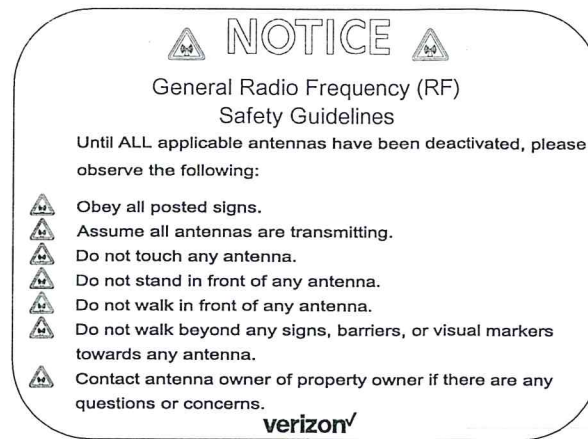 NOTICE
General Radio Frequency (RF)
Safety Guidelines
Until ALL applicable antennas have been deactivated, please
observe the following:
Obey all posted signs.
Assume all antennas are transmitting.
Do not touch any antenna.
Do not stand in front of any antenna.
Do not walk in front of any antenna.
Do not walk beyond any signs, barriers, or visual markers
towards any antenna.
Contact antenna owner of property owner if there are any
questions or concerns.
verizon✓